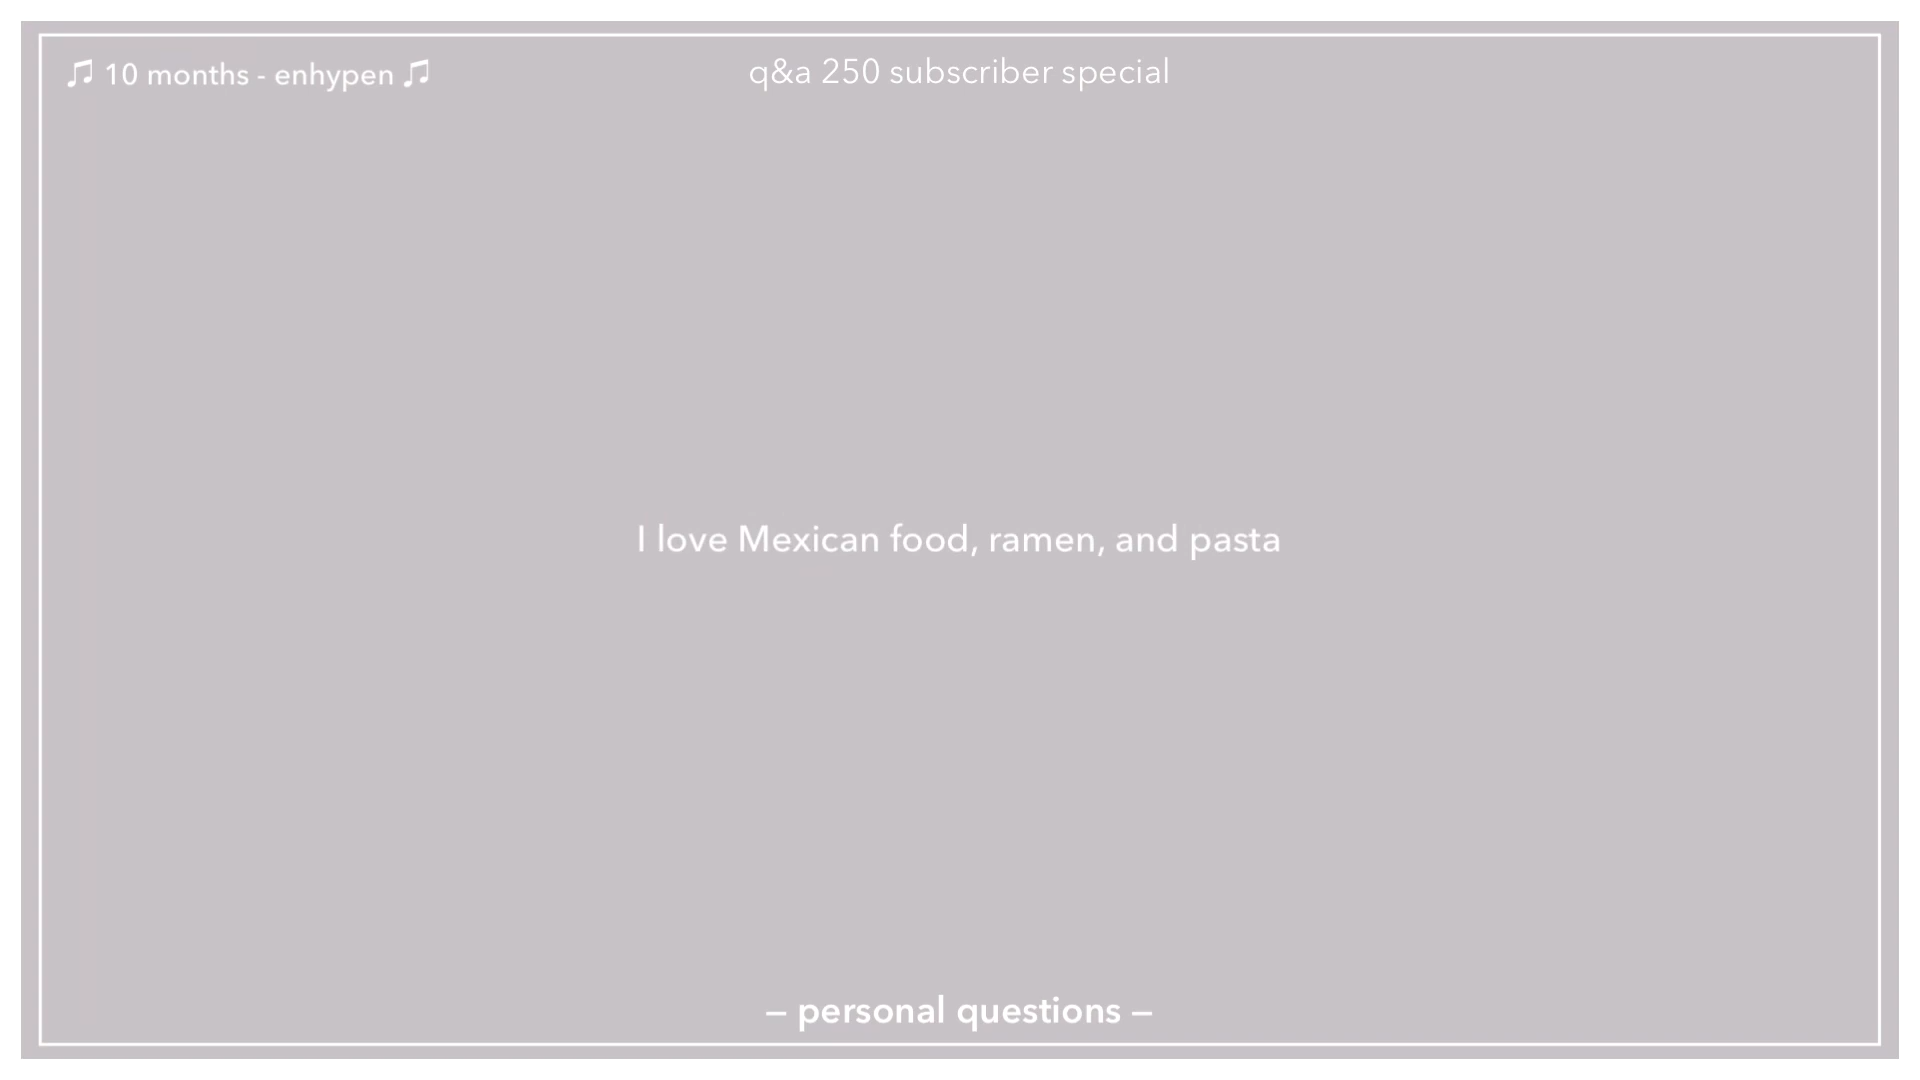 ♫ 10 months - enhypen ♫
q&a 250 subscriber special
I love Mexican food, ramen, and pasta
– personal questions –